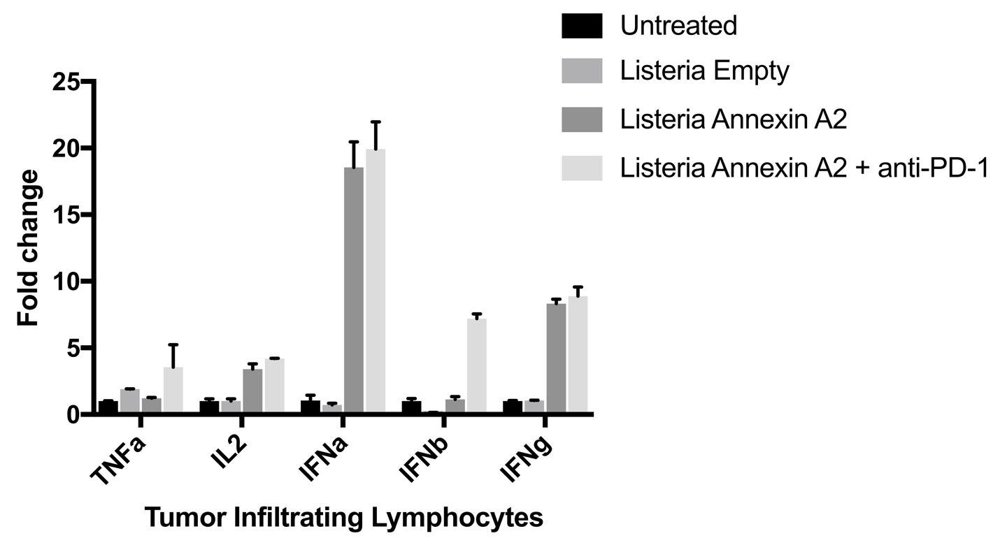 Untreated
Listeria Empty
Listeria Annexin A2
Listeria Annexin A2 + anti-PD-1
Fold change
25
20
15
10
5
0
TNFa
IL2
IFNa
IFNb
IFNg
Tumor Infiltrating Lymphocytes